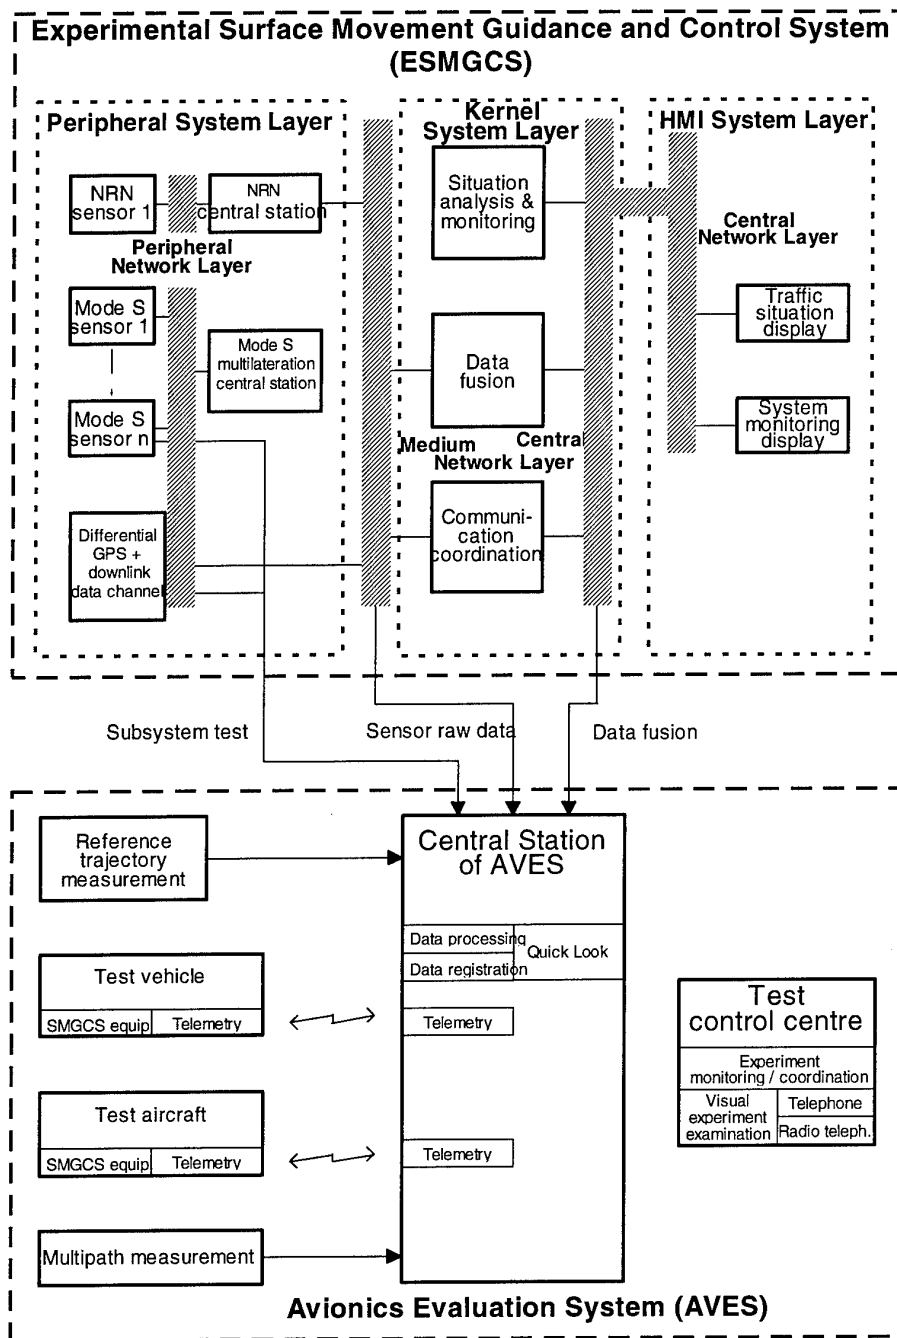 Experimental Surface Movement Guidance and Control System
(ESMGCS)
Peripheral System Layer
Kernel
System Layer
HMI System Layer
NRN
sensor 1
NRN
central station
Situation
analysis &
monitoring
Central
Network Layer
Peripheral
Network Layer
Mode S
sensor 1
Mode S
multilateration
central station
Data
fusion
Traffic
situation
display
Mode S
sensor n
System
monitoring
display
Medium Central
Network Layer
Differential
GPS +
downlink
data channel
Communi-
cation
coordination
Subsystem test
Sensor raw data
Data fusion
Reference
trajectory
measurement
Central Station
of AVES
Data processing
Data registration
Quick Look
Test vehicle
SMGCS equip
Telemetry
Telemetry
Test
control centre
Experiment
monitoring / coordination
Visual
experiment
examination
Telephone
Radio teleph.
Test aircraft
SMGCS equip
Telemetry
Telemetry
Multipath measurement
Avionics Evaluation System (AVES)